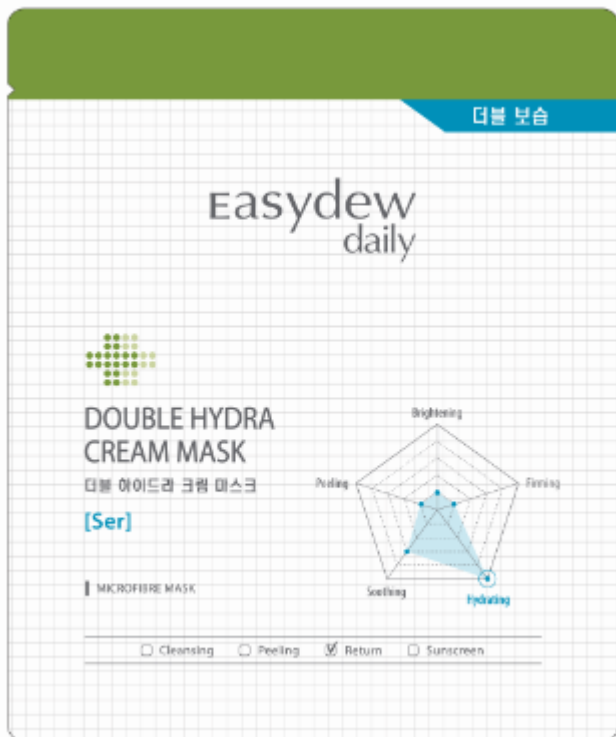 더블 보습
Easydew
daily
DOUBLE HYDRA
CREAM MASK
더블 하이드라 크림 마스크
[Ser]
MICROFIBRE MASK
Brightening
Peeling
Firming
Soothing
Hydrating
Cleansing Peeling Return Sunscreen